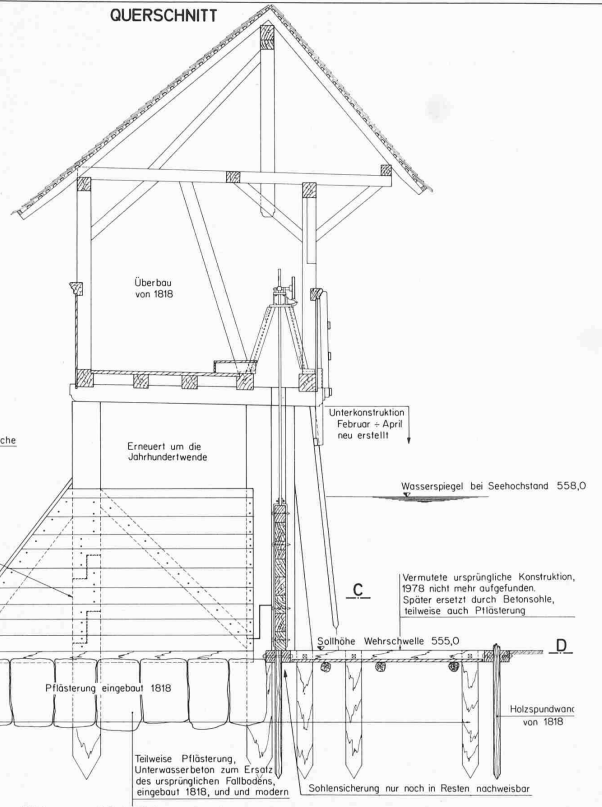 QUERSCHNITT
Überbau
von 1818
Unterkonstruktion
Februar ÷ April
neu erstellt
che
Erneuert um die
Jahrhundertwende
Wasserspiegel bei Seehochstand 558,0
C
Vermutete ursprüngliche Konstruktion,
1978 nicht mehr aufgefunden.
Später ersetzt durch Betonsohle,
teilweise auch Pflästerung
Sollhöhe Wehrschwelle 555,0
D
Pflästerung eingebaut 1818
Holzspundwand
von 1818
Teilweise Pflästerung,
Unterwasserbeton zum Ersatz
des ursprünglichen Fallbodens,
eingebaut 1818, und und modern
Sohlensicherung nur noch in Resten nachweisbar